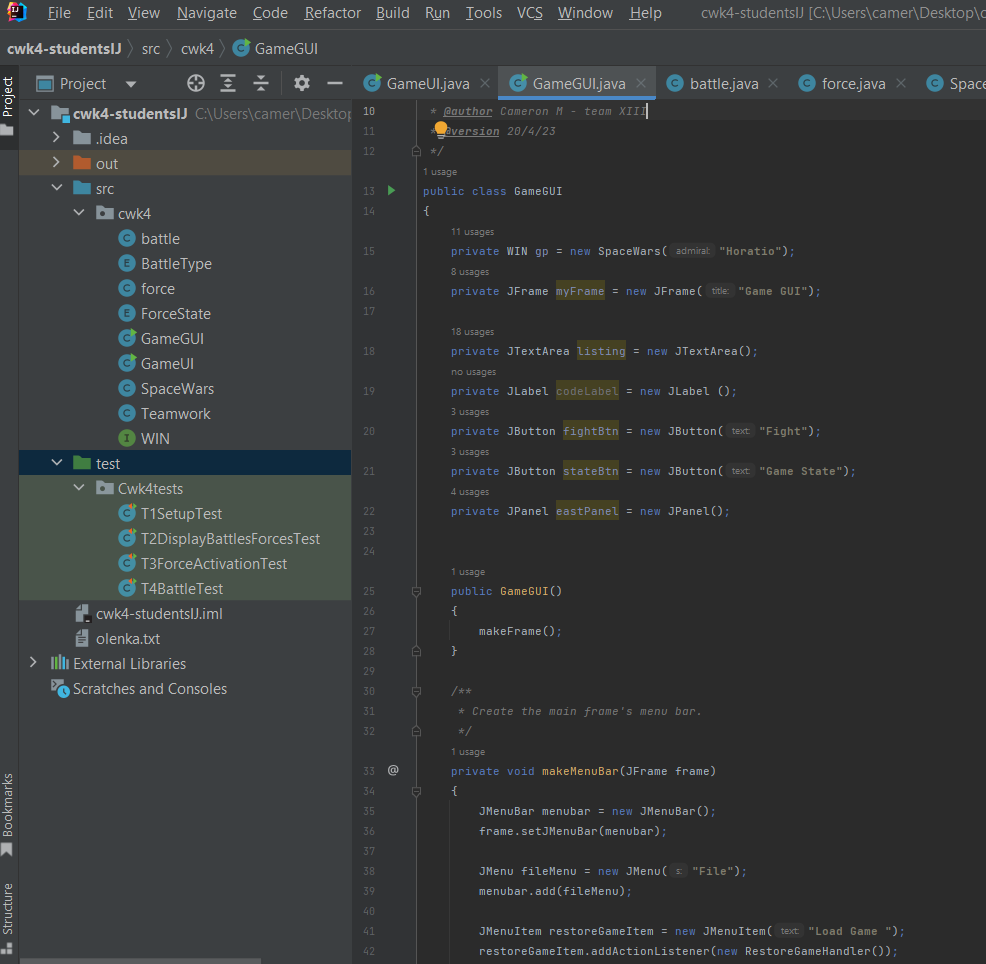 File Edit View Navigate Code Refactor Build Run Tools VCS Window Help cwk4-studentsIJ [C:\Users\camer\Desktop\c
cwk4-studentsIJ src cwk4 GameGUI
Project
Project
GameUI.java GameGUI.java battle.java force.java Space
cwk4-studentsIJ C:\Users\camer\Desktop
.idea
out
src
cwk4
battle
BattleType
force
ForceState
GameGUI
GameUI
SpaceWars
Teamwork
WIN
test
Cwk4tests
T1SetupTest
T2DisplayBattlesForcesTest
T3ForceActivationTest
T4BattleTest
cwk4-studentsIJ.iml
olenka.txt
External Libraries
Scratches and Consoles
Bookmarks
Structure
10 * @author Cameron M - team XIII
11 * @version 20/4/23
12 */
1 usage
13 public class GameGUI
14 {
11 usages
15 private WIN gp = new SpaceWars( admiral: "Horatio");
8 usages
16 private JFrame myFrame = new JFrame( title: "Game GUI");
17
18 usages
18 private JTextArea listing = new JTextArea();
no usages
19 private JLabel codeLabel = new JLabel ();
3 usages
20 private JButton fightBtn = new JButton( text: "Fight");
3 usages
21 private JButton stateBtn = new JButton( text: "Game State");
4 usages
22 private JPanel eastPanel = new JPanel();
23
24
1 usage
25 public GameGUI()
26 {
27 makeFrame();
28 }
29
30 /**
31 * Create the main frame's menu bar.
32 */
1 usage
33 @ private void makeMenuBar(JFrame frame)
34 {
35 JMenuBar menubar = new JMenuBar();
36 frame.setJMenuBar(menubar);
37
38 JMenu fileMenu = new JMenu( s: "File");
39 menubar.add(fileMenu);
40
41 JMenuItem restoreGameItem = new JMenuItem( text: "Load Game ");
42 restoreGameItem.addActionListener(new RestoreGameHandler());